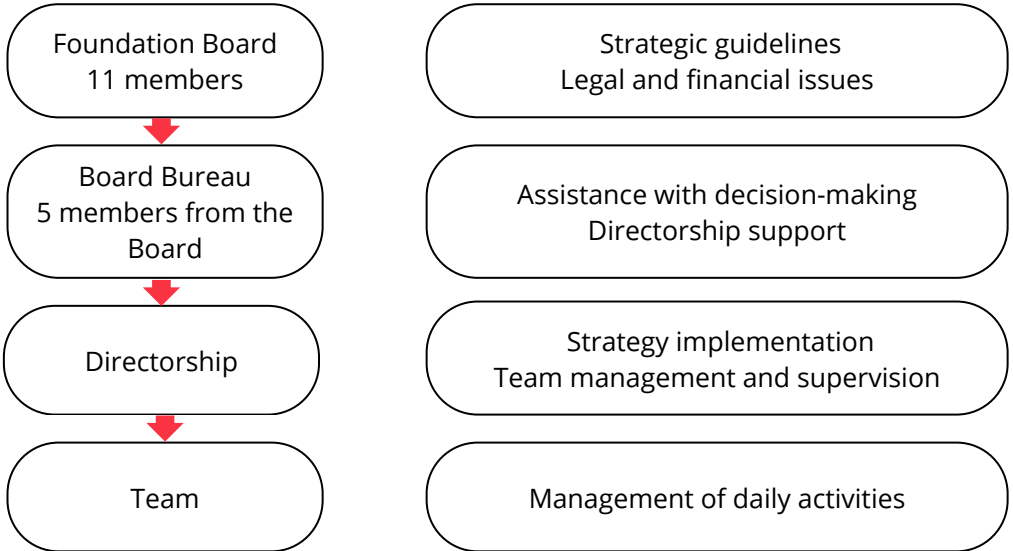 Foundation Board
11 members
Strategic guidelines
Legal and financial issues
Board Bureau
5 members from the
Board
Assistance with decision-making
Directorship support
Directorship
Strategy implementation
Team management and supervision
Team
Management of daily activities